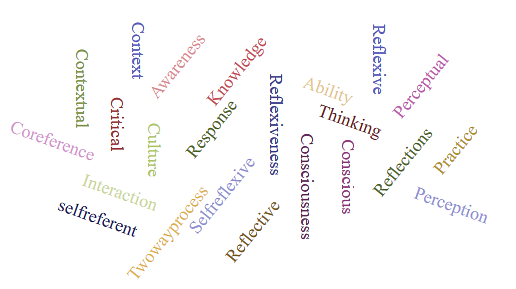 Context
Awareness
Knowledge
Reflexive
Contextual
Critical
Culture
Response
Reflexiveness
Ability
Thinking
Perceptual
Coreference
Interaction
selfreferent
Twowayprocess
Selfreflexive
Reflective
Consciousness
Conscious
Reflections
Practice
Perception